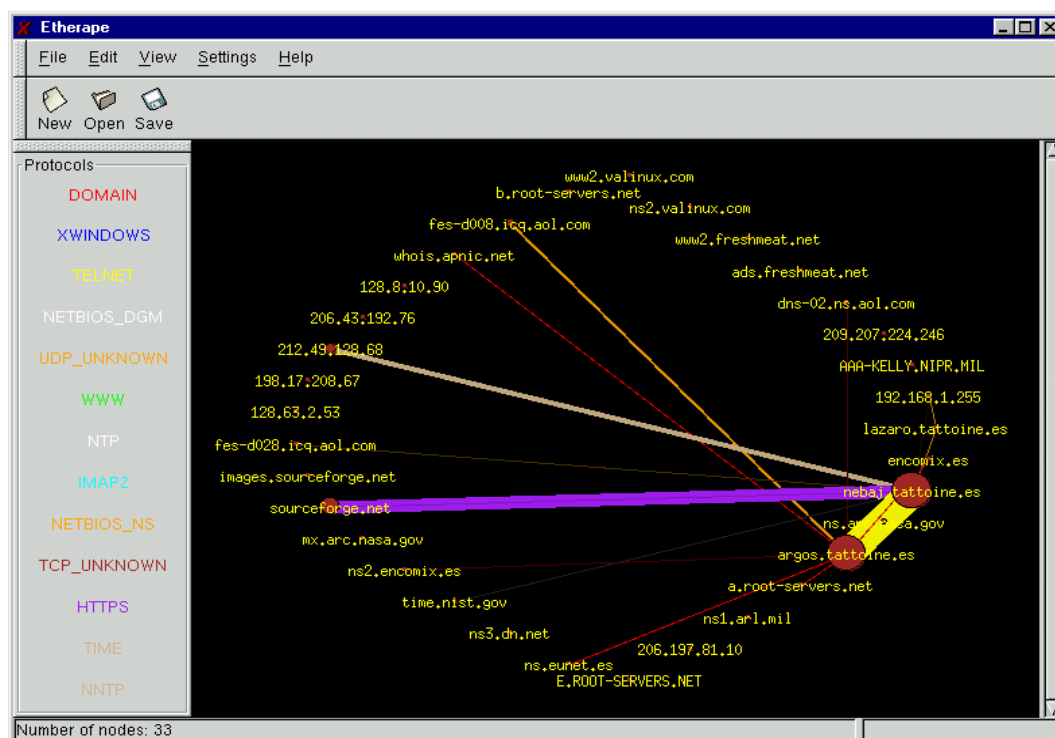 Etherape
File Edit View Settings Help
New Open Save
Protocols
DOMAIN
XWINDOWS
TELNET
NETBIOS_DGM
UDP_UNKNOWN
WWW
NTP
IMAP2
NETBIOS_NS
TCP_UNKNOWN
HTTPS
TIME
NNTP
www2.valinux.com
b.root-servers.net
ns2.valinux.com
fes-d008.icq.aol.com
www2.freshmeat.net
whois.apnic.net
ads.freshmeat.net
128.8.10.90
dns-02.ns.aol.com
206.43.192.76
209.207.224.246
212.49.128.68
AAA-KELLY.NIPR.MIL
198.17.208.67
192.168.1.255
128.63.2.53
lazaro.tattoine.es
fes-d028.icq.aol.com
encomix.es
images.sourceforge.net
nebaj.tattoine.es
sourceforge.net
ns.arc.nasa.gov
mx.arc.nasa.gov
argos.tattoine.es
ns2.encomix.es
a.root-servers.net
time.nist.gov
ns1.arl.mil
ns3.dn.net
206.197.81.10
ns.eunet.es
E.ROOT-SERVERS.NET
Number of nodes: 33